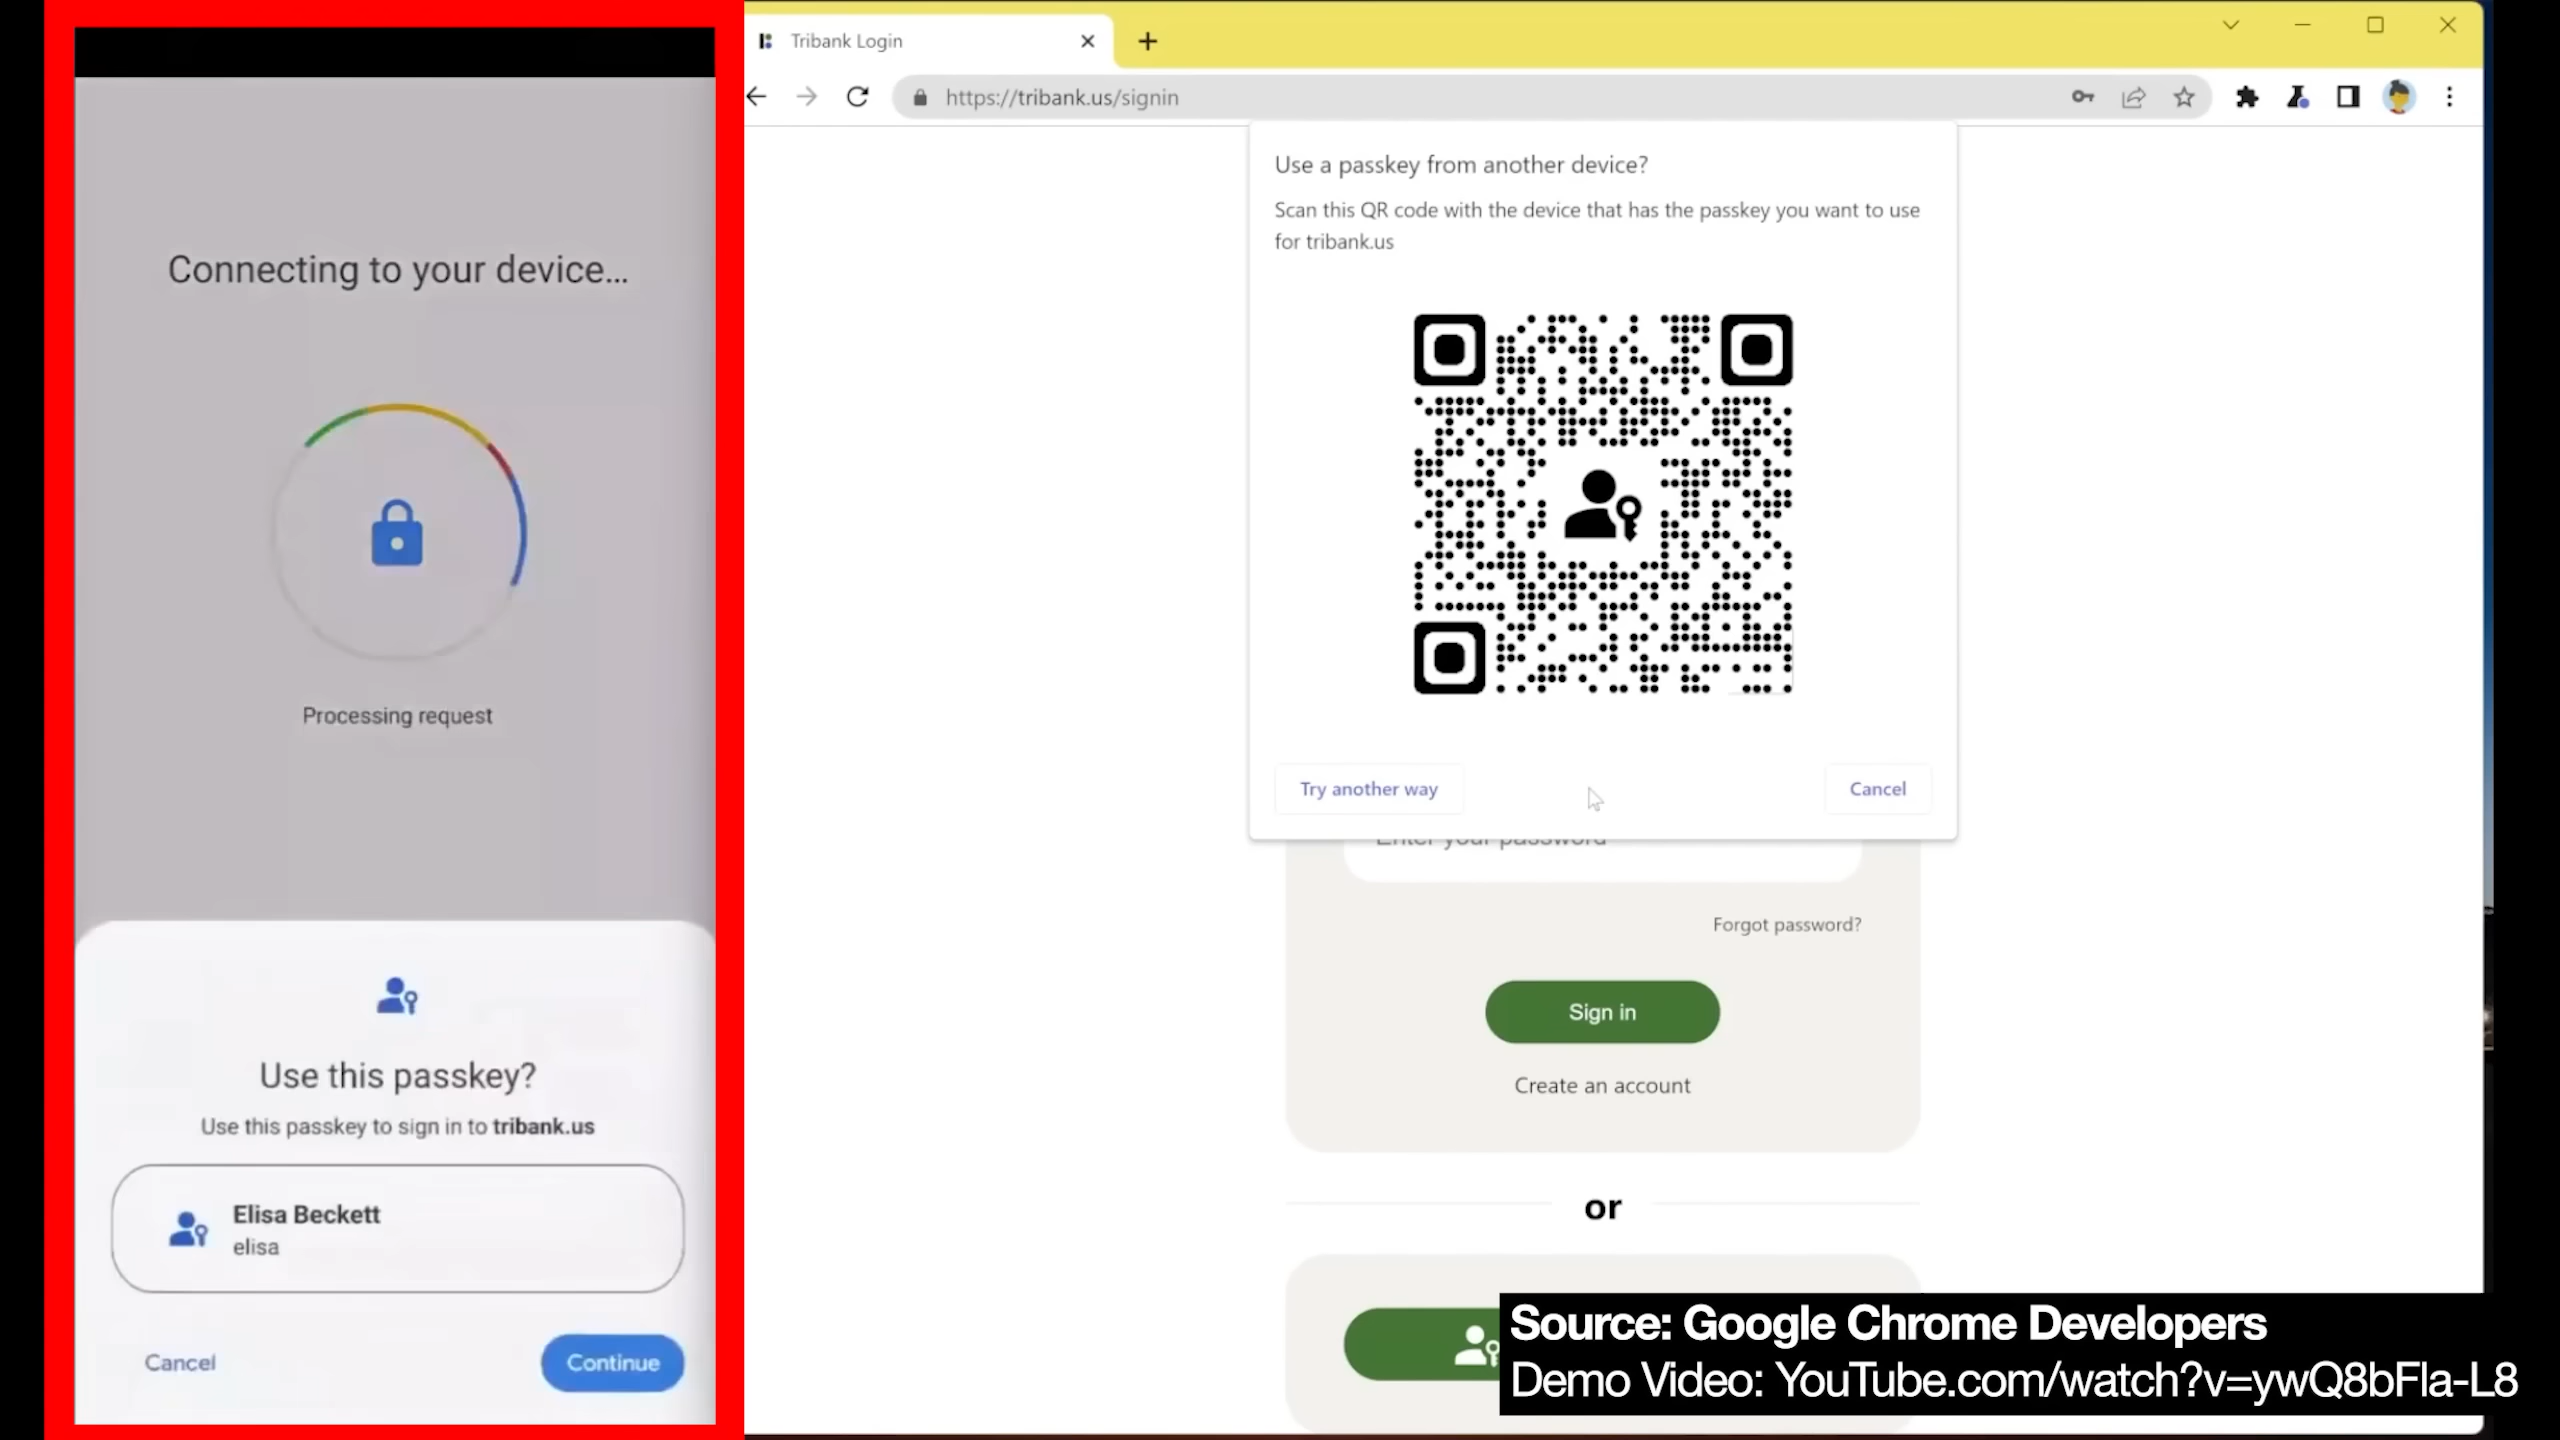 Connecting to your device...
Processing request
Use this passkey?
Use this passkey to sign in to tribank.us
Elisa Beckett
elisa
Cancel
Continue
Tribank Login
https://tribank.us/signin
Use a passkey from another device?
Scan this QR code with the device that has the passkey you want to use
for tribank.us
Try another way
Cancel
Enter your password
Forgot password?
Sign in
Create an account
or
Source: Google Chrome Developers
Demo Video: YouTube.com/watch?v=ywQ8bFla-L8